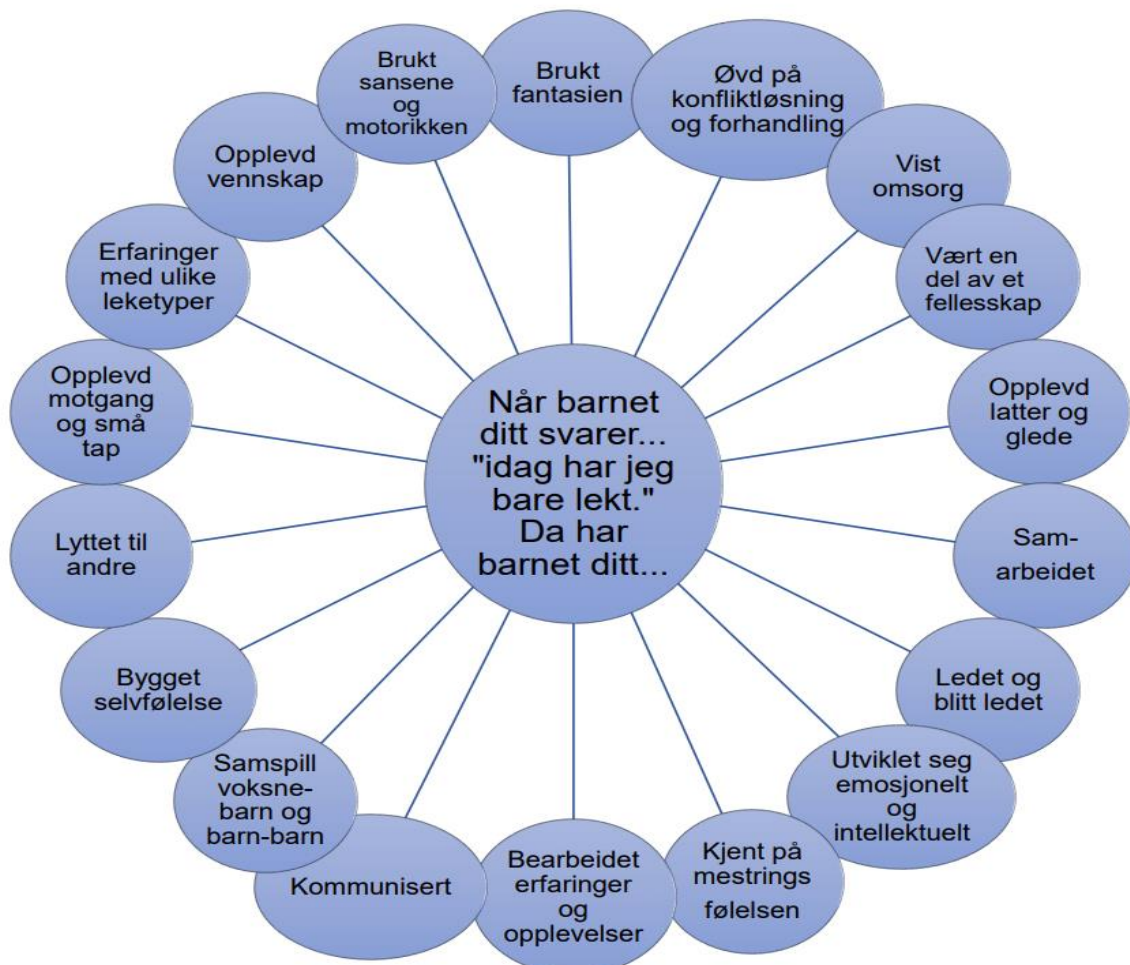 Når barnet
ditt svarer...
"idag har jeg
bare lekt."
Da har
barnet ditt...
Brukt
fantasien
Øvd på
konfliktløsning
og forhandling
Vist
omsorg
Vært en
del av et
fellesskap
Opplevd
latter og
glede
Sam-
arbeidet
Ledet og
blitt ledet
Utviklet seg
emosjonelt
og
intellektuelt
Kjent på
mestrings
følelsen
Bearbeidet
erfaringer
og
opplevelser
Kommunisert
Samspill
voksne-
barn og
barn-barn
Bygget
selvfølelse
Lyttet til
andre
Opplevd
motgang
og små
tap
Erfaringer
med ulike
leketyper
Opplevd
vennskap
Brukt
sansene
og
motorikken